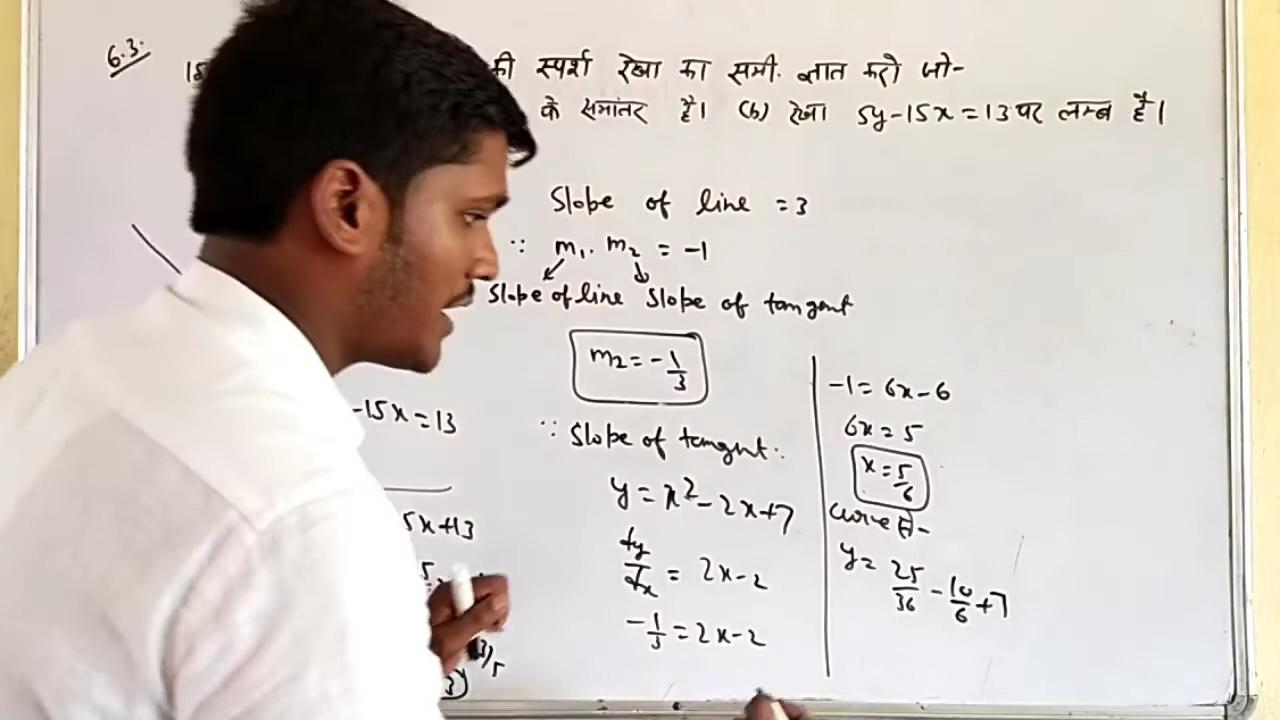 6.3.
की स्पर्श रेखा का समी. ज्ञात करो जो-
के समांतर है। (b) रेखा 5y-15x=13 पर लम्ब है।
Slope of line = 3
∵ m₁. m₂ = -1
Slope of line Slope of tangent
m₂ = -1/3
-15x=13
5x+13
∵ Slope of tangent:
y = x²-2x+7
dy/dx = 2x-2
-1/3 = 2x-2
-1= 6x-6
6x = 5
x = 5/6
curve से-
y = 25/36 - 10/6 +7